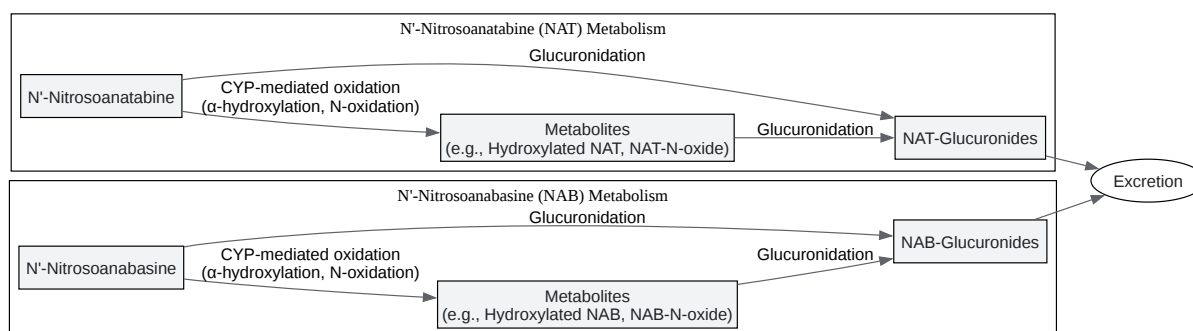 N'-Nitrosoanatabine (NAT) Metabolism
Glucuronidation
N'-Nitrosoanatabine
CYP-mediated oxidation
(α-hydroxylation, N-oxidation)
Metabolites
(e.g., Hydroxylated NAT, NAT-N-oxide)
Glucuronidation
NAT-Glucuronides
Excretion
N'-Nitrosoanabasine (NAB) Metabolism
Glucuronidation
N'-Nitrosoanabasine
CYP-mediated oxidation
(α-hydroxylation, N-oxidation)
Metabolites
(e.g., Hydroxylated NAB, NAB-N-oxide)
Glucuronidation
NAB-Glucuronides